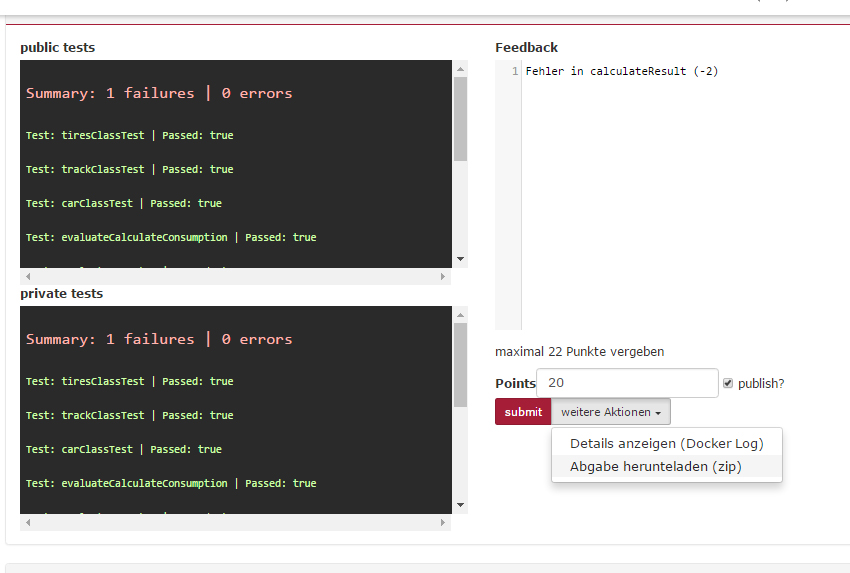 public tests
Summary: 1 failures | 0 errors
Test: tiresClassTest | Passed: true
Test: trackClassTest | Passed: true
Test: carClassTest | Passed: true
Test: evaluateCalculateConsumption | Passed: true
private tests
Summary: 1 failures | 0 errors
Test: tiresClassTest | Passed: true
Test: trackClassTest | Passed: true
Test: carClassTest | Passed: true
Test: evaluateCalculateConsumption | Passed: true
Feedback
1 Fehler in calculateResult (-2)
maximal 22 Punkte vergeben
Points 20 publish?
submit weitere Aktionen
Details anzeigen (Docker Log)
Abgabe herunteladen (zip)